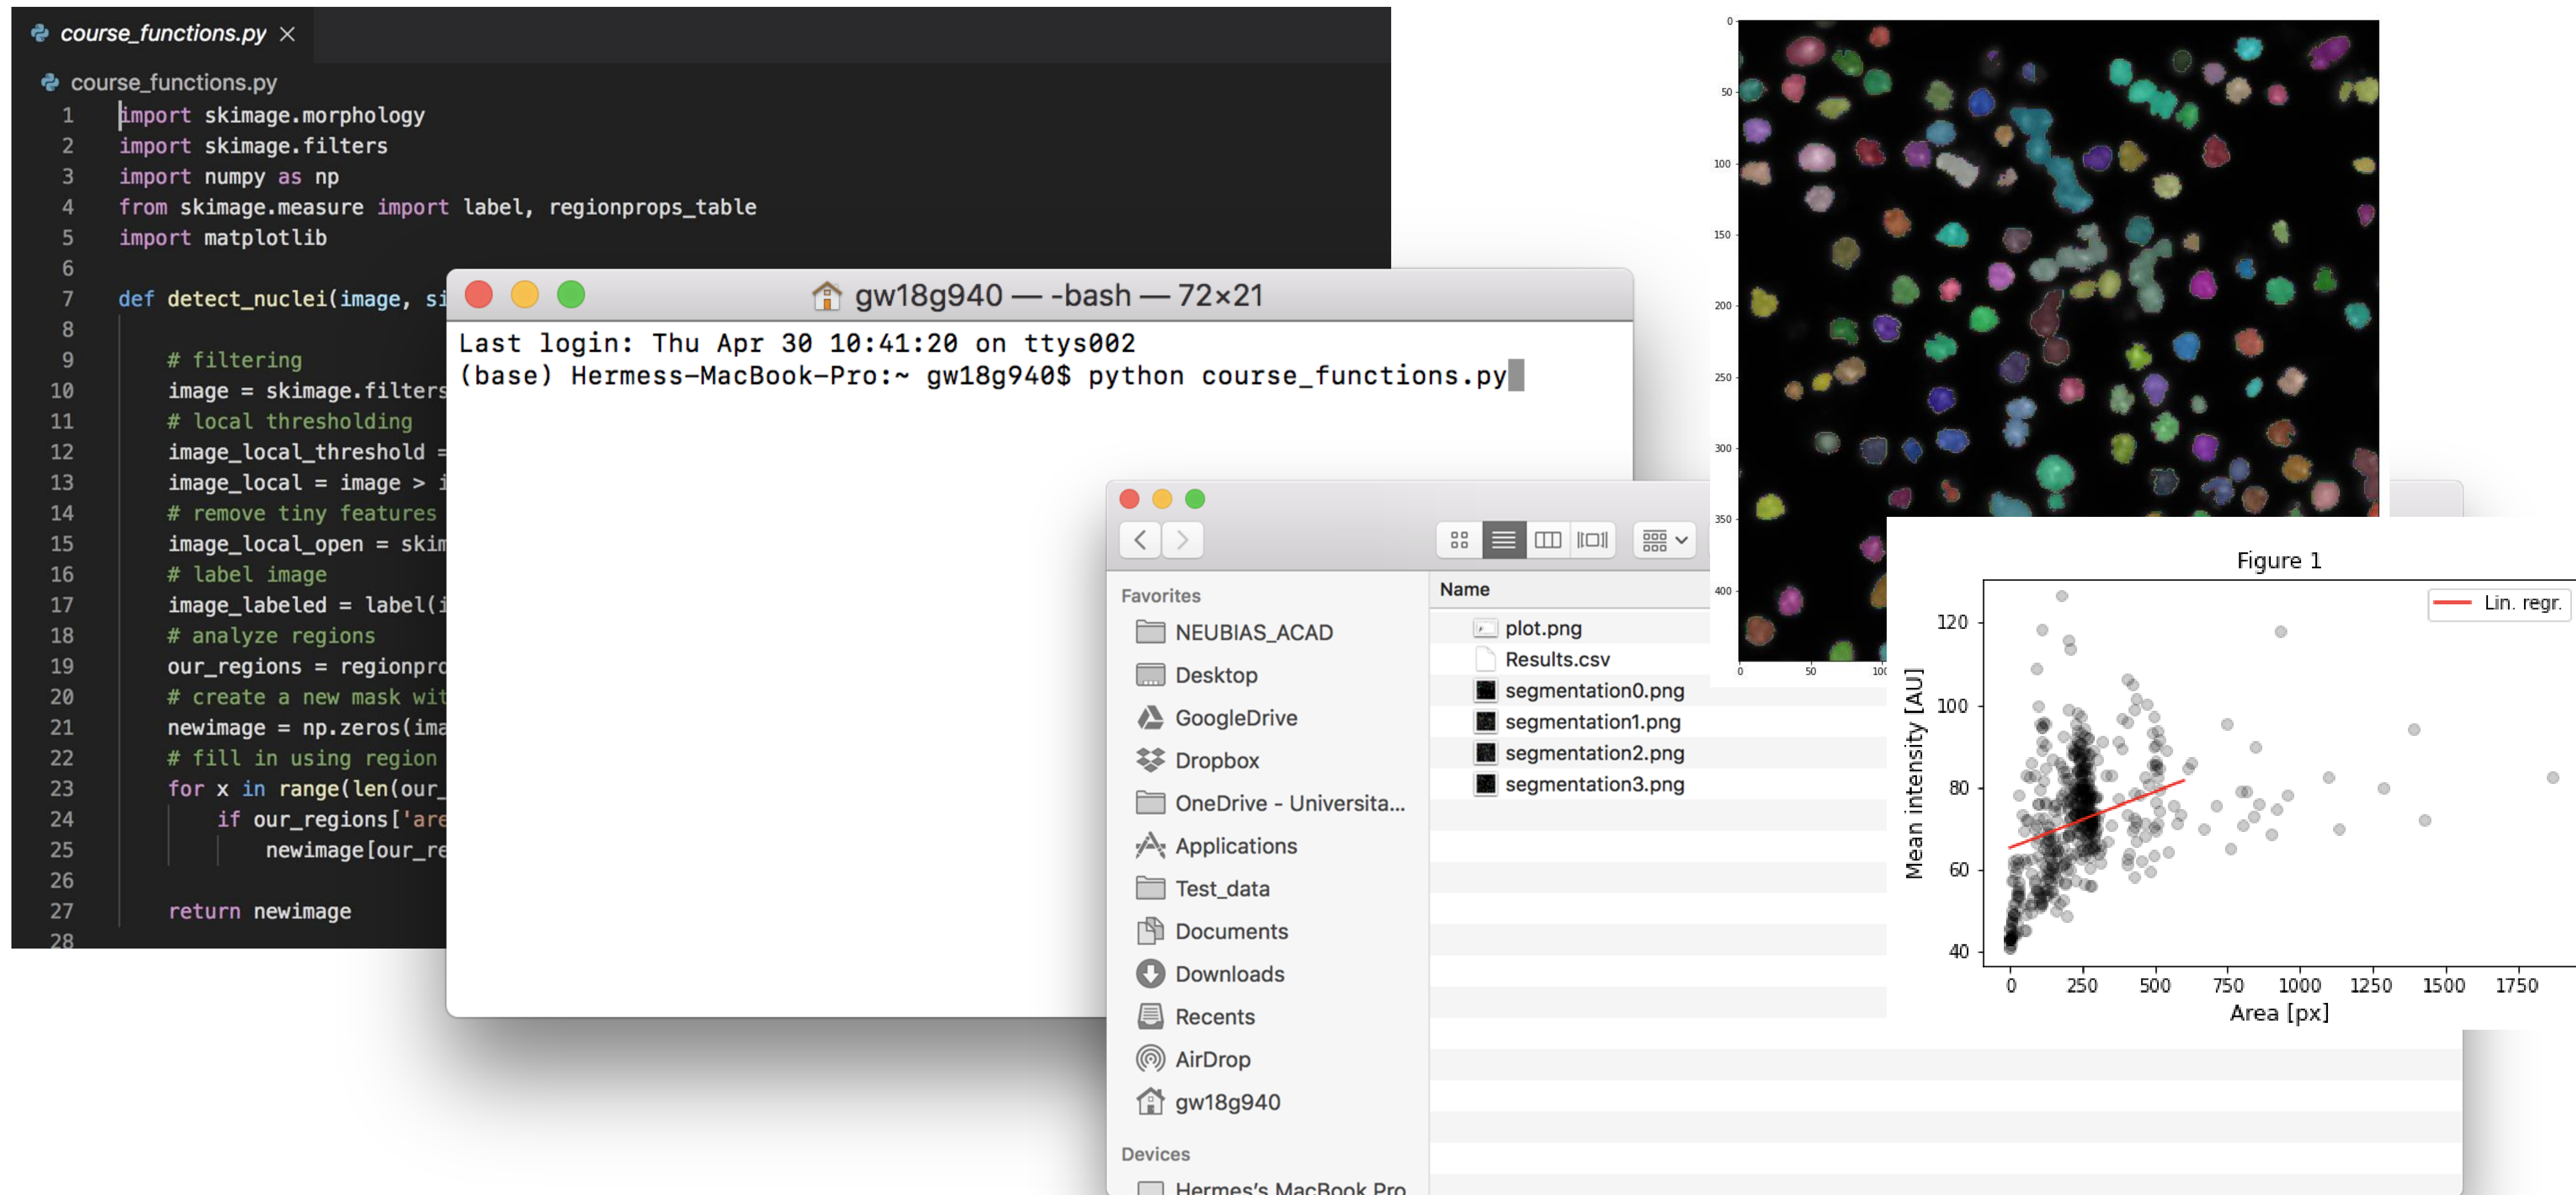 course_functions.py ×
course_functions.py
1 import skimage.morphology
2 import skimage.filters
3 import numpy as np
4 from skimage.measure import label, regionprops_table
5 import matplotlib
6
7 def detect_nuclei(image, si
8
9 # filtering
10 image = skimage.filters
11 # local thresholding
12 image_local_threshold =
13 image_local = image > i
14 # remove tiny features
15 image_local_open = skim
16 # label image
17 image_labeled = label(i
18 # analyze regions
19 our_regions = regionpro
20 # create a new mask wit
21 newimage = np.zeros(ima
22 # fill in using region
23 for x in range(len(our_
24 if our_regions['are
25 newimage[our_re
26
27 return newimage
28
gw18g940 — -bash — 72×21
Last login: Thu Apr 30 10:41:20 on ttys002
(base) Hermess-MacBook-Pro:~ gw18g940$ python course_functions.py
Favorites
NEUBIAS_ACAD
Desktop
GoogleDrive
Dropbox
OneDrive - Universita...
Applications
Test_data
Documents
Downloads
Recents
AirDrop
gw18g940
Devices
Hermes's MacBook Pro
Name
plot.png
Results.csv
segmentation0.png
segmentation1.png
segmentation2.png
segmentation3.png
0
50
100
150
200
250
300
350
400
0 50 100
Figure 1
Lin. regr.
Mean intensity [AU]
120
100
80
60
40
0 250 500 750 1000 1250 1500 1750
Area [px]